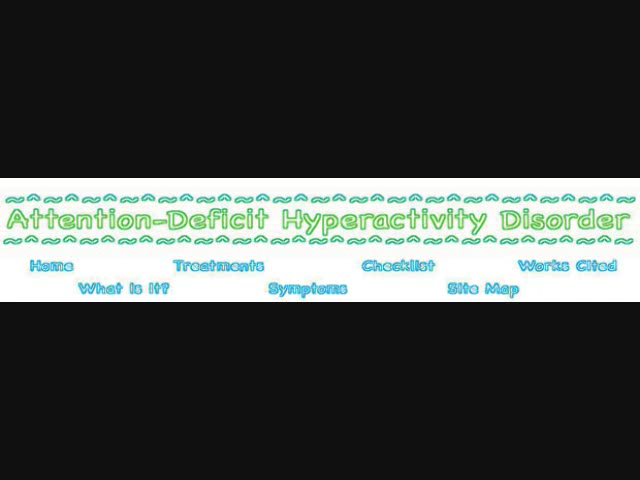 Attention-Deficit Hyperactivity Disorder
Home Treatments Checklist Works Cited
What is It? Symptoms Site Map